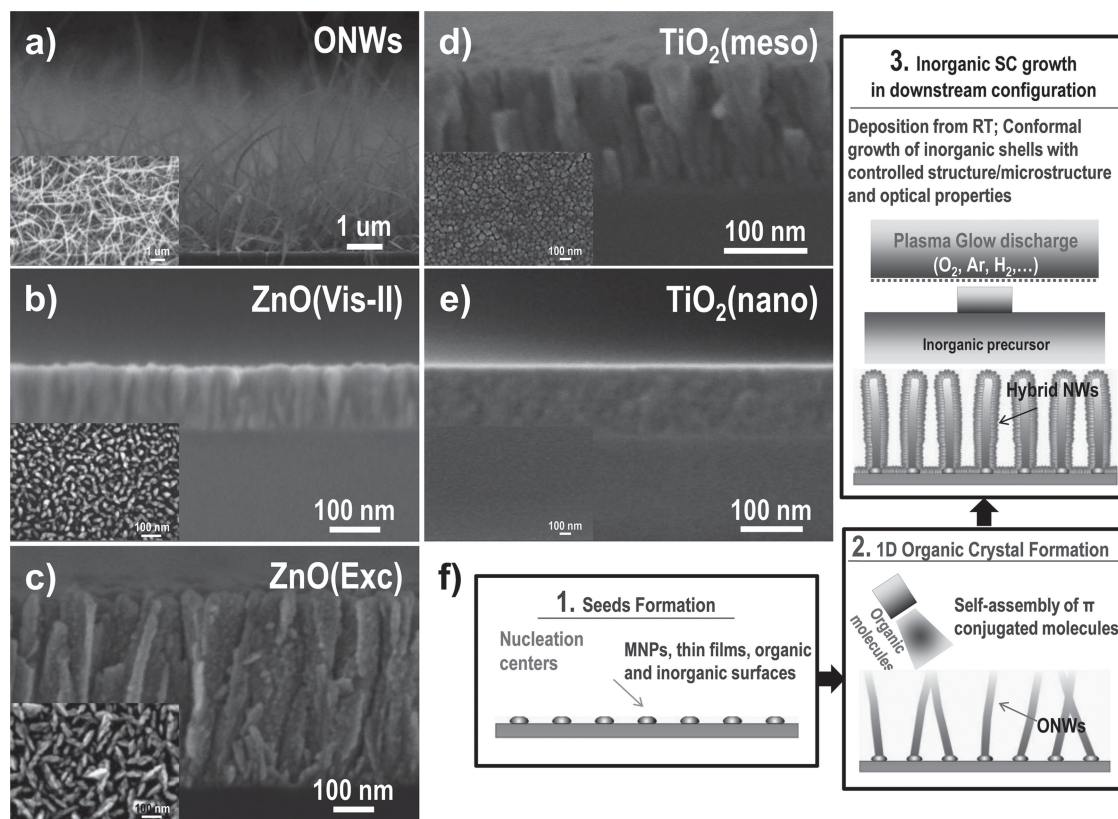 a)
ONWs
1 um
1 um
b)
ZnO(Vis-II)
100 nm
100 nm
c)
ZnO(Exc)
100 nm
100 nm
d)
TiO₂(meso)
100 nm
100 nm
e)
TiO₂(nano)
100 nm
100 nm
f)
1. Seeds Formation
Nucleation
centers
MNPs, thin films, organic
and inorganic surfaces
2. 1D Organic Crystal Formation
Organic
molecules
Self-assembly of π
conjugated molecules
ONWs
3. Inorganic SC growth
in downstream configuration
Deposition from RT; Conformal
growth of inorganic shells with
controlled structure/microstructure
and optical properties
Plasma Glow discharge
(O₂, Ar, H₂,...)
Inorganic precursor
Hybrid NWs